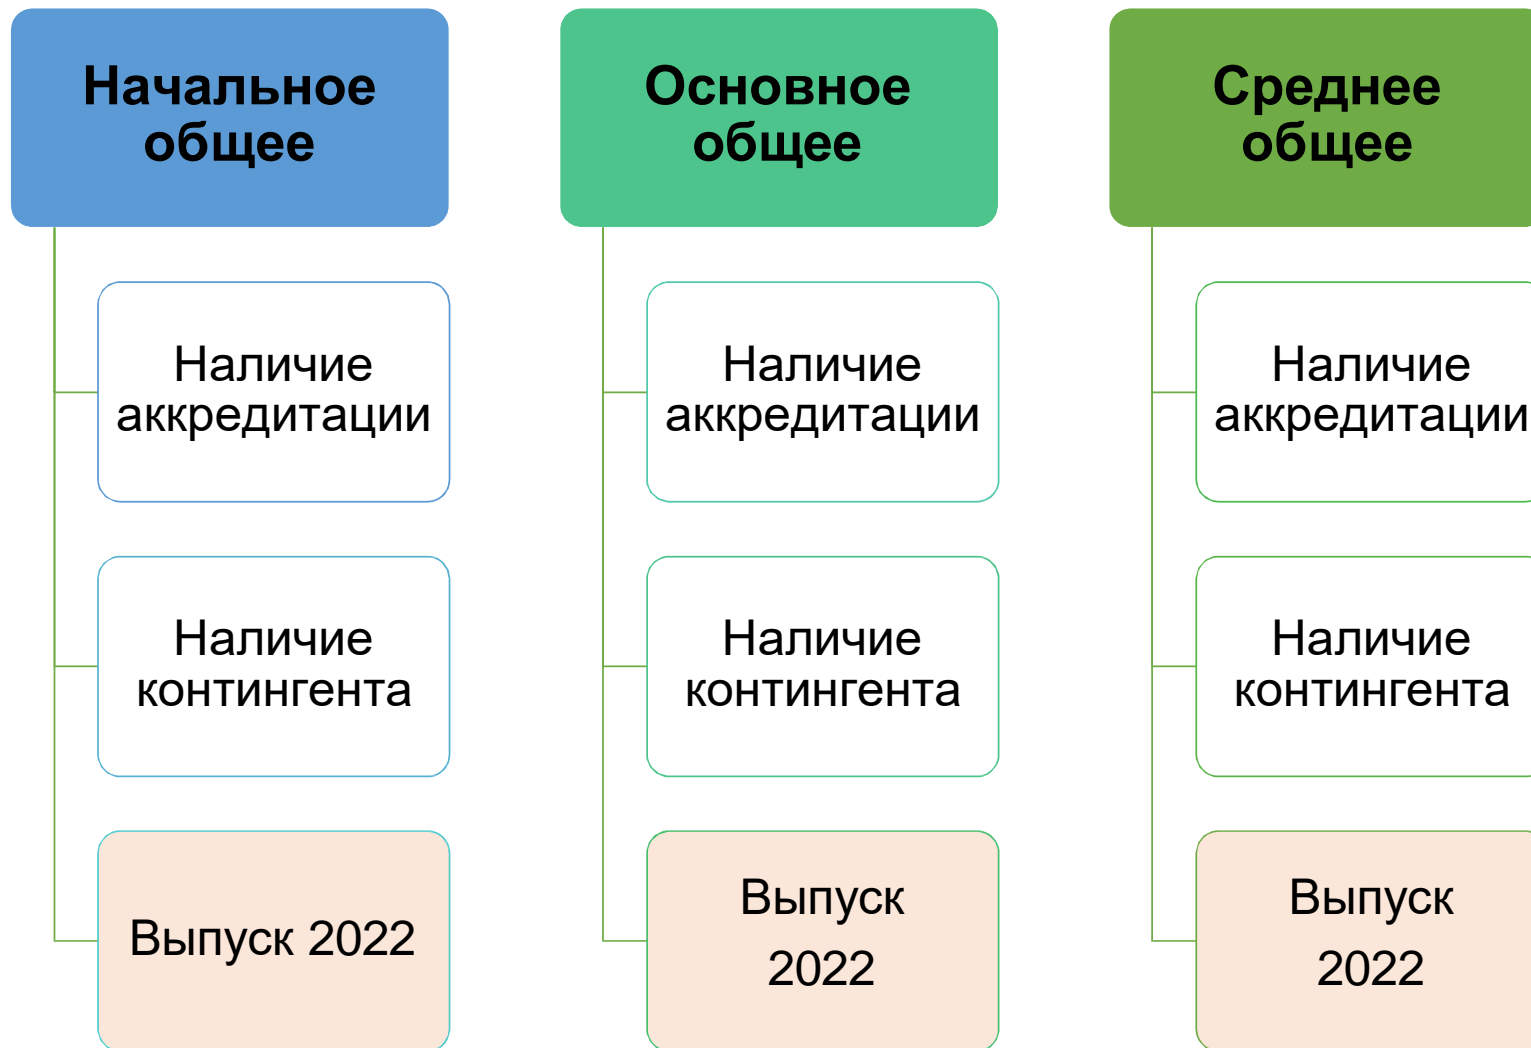 Начальное
общее
Наличие
аккредитации
Наличие
контингента
Выпуск 2022
Основное
общее
Наличие
аккредитации
Наличие
контингента
Выпуск
2022
Среднее
общее
Наличие
аккредитации
Наличие
контингента
Выпуск
2022